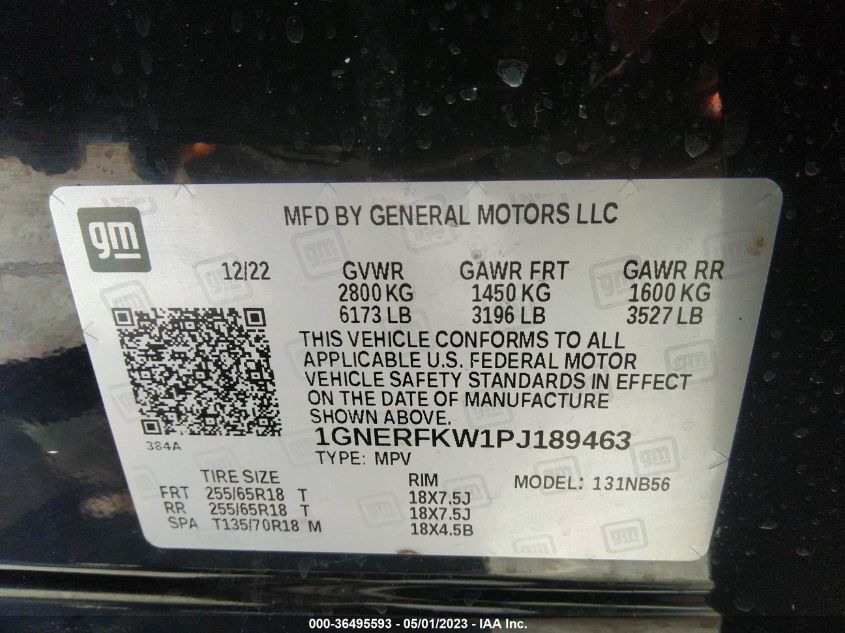 gm
MFD BY GENERAL MOTORS LLC
12/22 GVWR GAWR FRT GAWR RR
2800 KG 1450 KG 1600 KG
6173 LB 3196 LB 3527 LB
THIS VEHICLE CONFORMS TO ALL
APPLICABLE U.S. FEDERAL MOTOR
VEHICLE SAFETY STANDARDS IN EFFECT
ON THE DATE OF MANUFACTURE
SHOWN ABOVE.
384A
1GNERFKW1PJ189463
TYPE: MPV
TIRE SIZE RIM MODEL: 131NB56
FRT 255/65R18 T 18X7.5J
RR 255/65R18 T 18X7.5J
SPA T135/70R18 M 18X4.5B
000-36495593 - 05/01/2023 - IAA Inc.